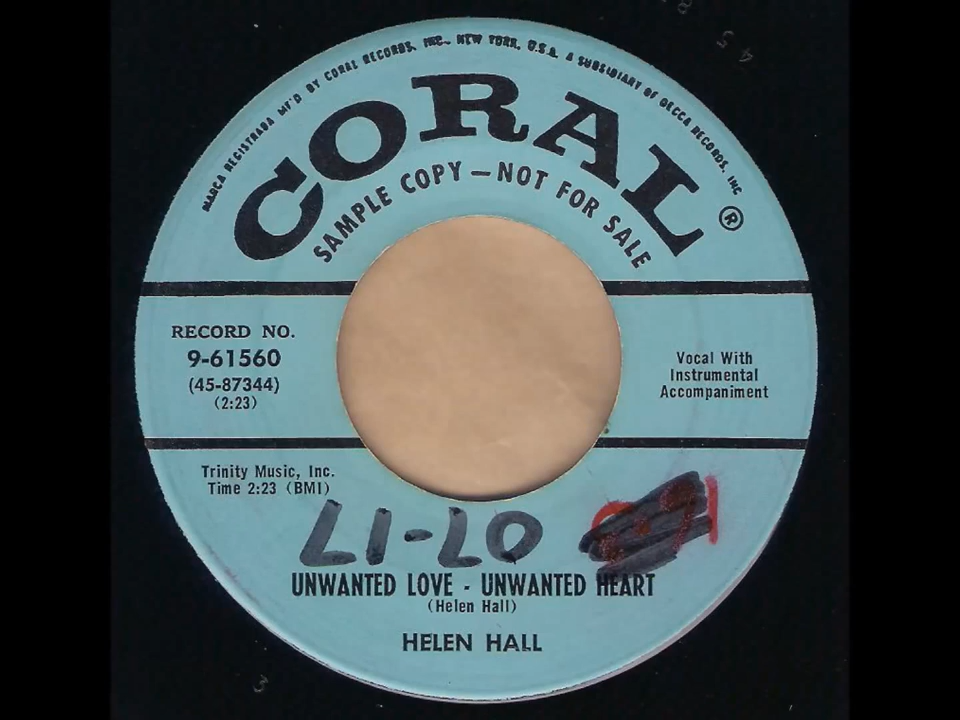 MARCA REGISTRADA MF'D BY CORAL RECORDS, INC., NEW YORK, U.S.A. A SUBSIDIARY OF DECCA RECORDS, INC
CORAL ®
SAMPLE COPY — NOT FOR SALE
RECORD NO.
9-61560
(45-87344)
(2:23)
Vocal With
Instrumental
Accompaniment
Trinity Music, Inc.
Time 2:23 (BMI)
LI-LO
UNWANTED LOVE - UNWANTED HEART
(Helen Hall)
HELEN HALL